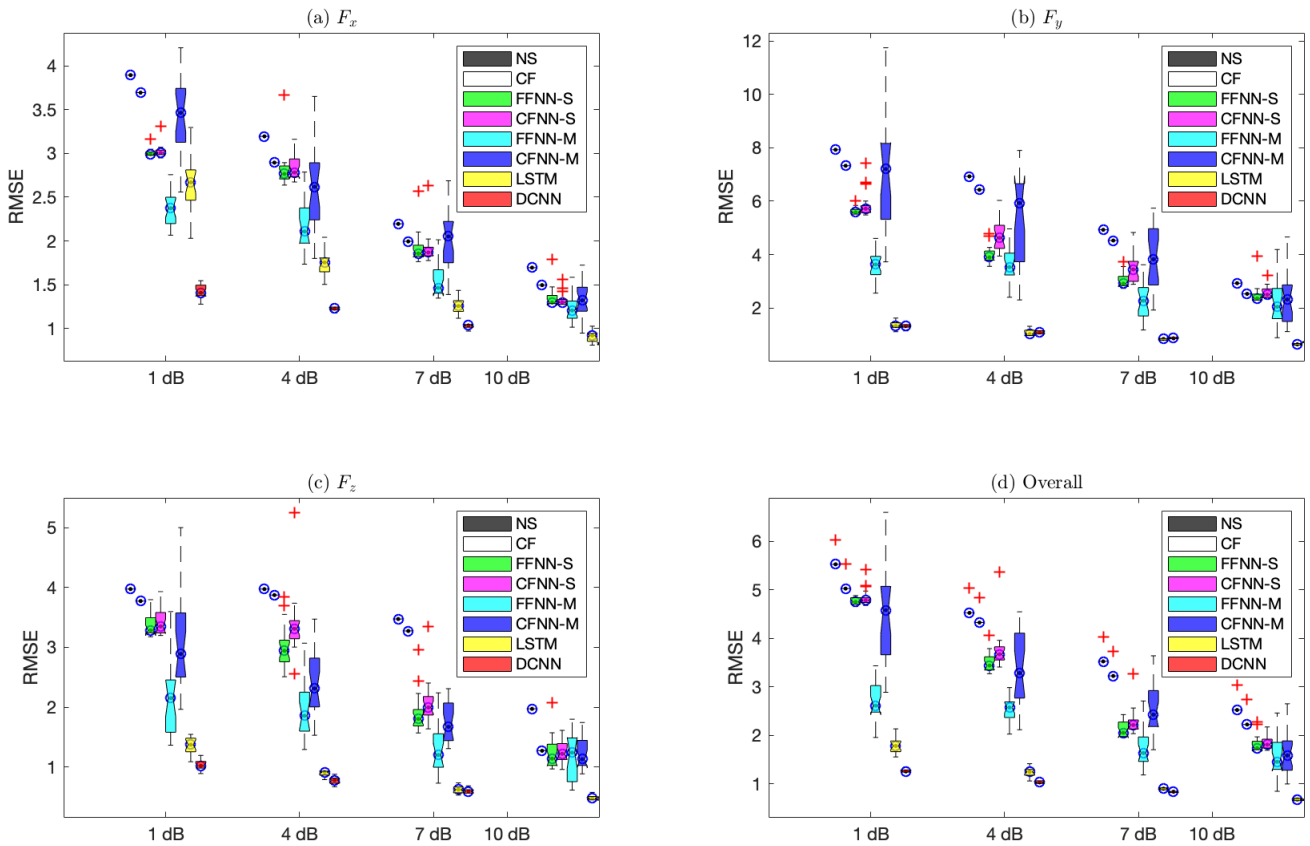 (a) Fx
RMSE
4
3.5
3
2.5
2
1.5
1
1 dB
4 dB
7 dB
10 dB
NS
CF
FFNN-S
CFNN-S
FFNN-M
CFNN-M
LSTM
DCNN
(b) Fy
RMSE
12
10
8
6
4
2
1 dB
4 dB
7 dB
10 dB
NS
CF
FFNN-S
CFNN-S
FFNN-M
CFNN-M
LSTM
DCNN
(c) Fz
RMSE
5
4
3
2
1
1 dB
4 dB
7 dB
10 dB
NS
CF
FFNN-S
CFNN-S
FFNN-M
CFNN-M
LSTM
DCNN
(d) Overall
RMSE
6
5
4
3
2
1
1 dB
4 dB
7 dB
10 dB
NS
CF
FFNN-S
CFNN-S
FFNN-M
CFNN-M
LSTM
DCNN